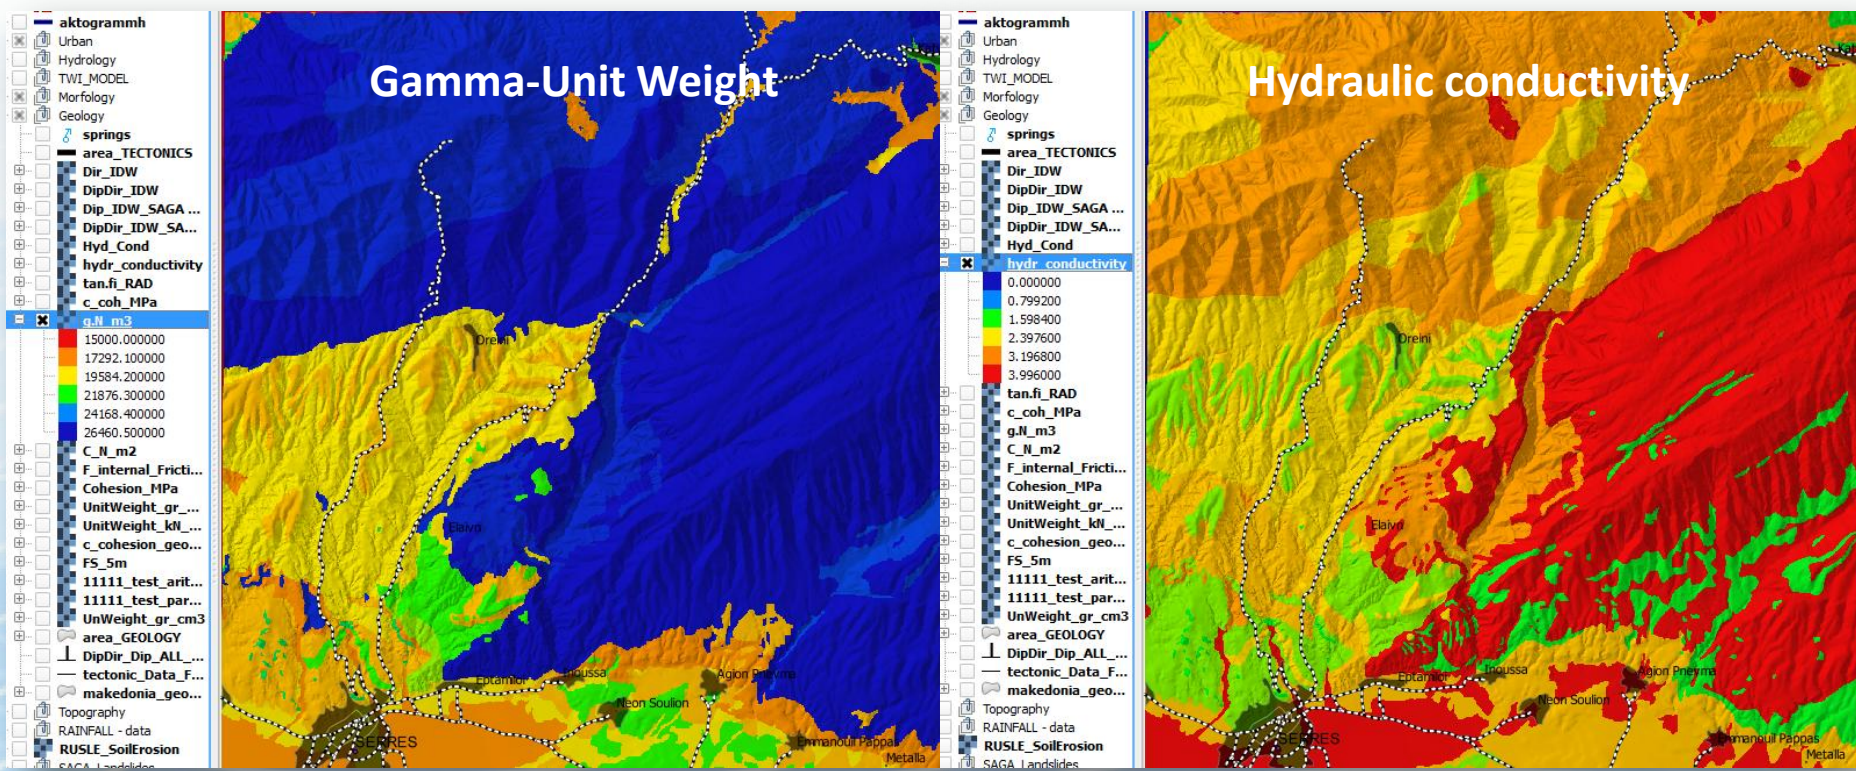 Gamma-Unit Weight
aktogrammh
Urban
Hydrology
TWI_MODEL
Morfology
Geology
springs
area_TECTONICS
Dir_IDW
DipDir_IDW
Dip_IDW_SAGA ...
DipDir_IDW_SA...
Hyd_Cond
hydr_conductivity
tan.fi_RAD
c_coh_MPa
g.N_m3
15000.000000
17292.100000
19584.200000
21876.300000
24168.400000
26460.500000
C_N_m2
F_internal_Fricti...
Cohesion_MPa
UnitWeight_gr_...
UnitWeight_kN_...
c_cohesion_geo...
FS_5m
11111_test_arit...
11111_test_par...
UnWeight_gr_cm3
area_GEOLOGY
DipDir_Dip_ALL_...
tectonic_Data_F...
makedonia_geo...
Topography
RAINFALL - data
RUSLE_SoilErosion
SAGA_Landslides
Oreini
Elaivo
Eptamior
Inoussa
Agion Pnevma
Neon Soulion
SERRES
Emmanouil Pappas
Metalla
Hydraulic conductivity
aktogrammh
Urban
Hydrology
TWI_MODEL
Morfology
Geology
springs
area_TECTONICS
Dir_IDW
DipDir_IDW
Dip_IDW_SAGA ...
DipDir_IDW_SA...
Hyd_Cond
hydr_conductivity
0.000000
0.799200
1.598400
2.397600
3.196800
3.996000
tan.fi_RAD
c_coh_MPa
g.N_m3
C_N_m2
F_internal_Fricti...
Cohesion_MPa
UnitWeight_gr_...
UnitWeight_kN_...
c_cohesion_geo...
FS_5m
11111_test_arit...
11111_test_par...
UnWeight_gr_cm3
area_GEOLOGY
DipDir_Dip_ALL_...
tectonic_Data_F...
makedonia_geo...
Topography
RAINFALL - data
RUSLE_SoilErosion
SAGA_Landslides
Oreini
Elaivo
Eptamior
Inoussa
Agion Pnevma
Neon Soulion
SERRES
Emmanouil Pappas
Metalla